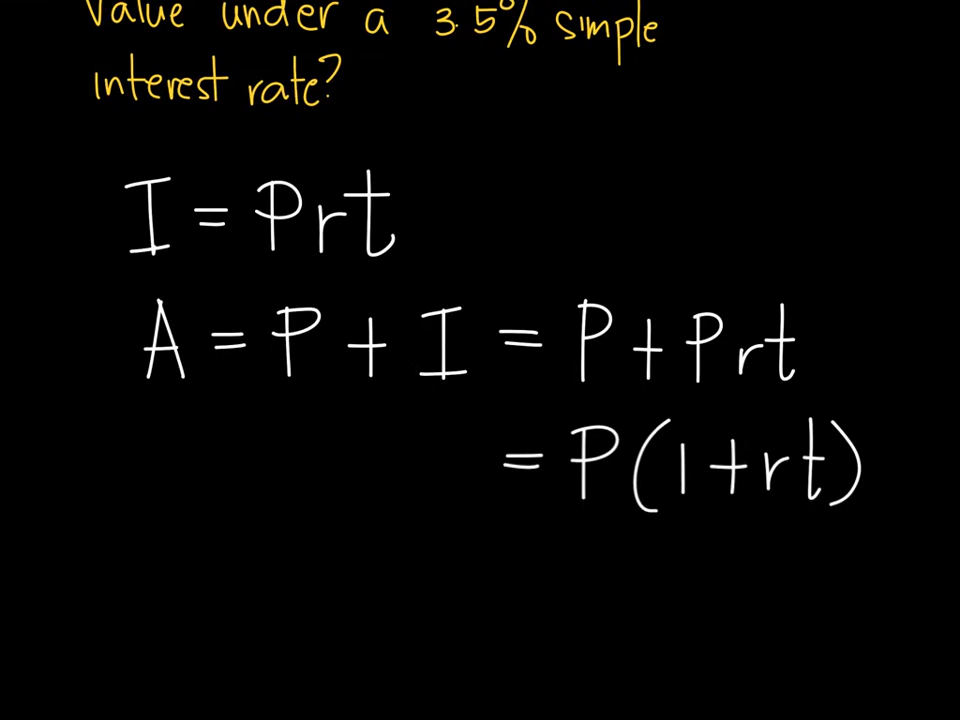 value under a 3.5% simple
interest rate?
I = Prt
A = P + I = P + Prt
= P(1+rt)